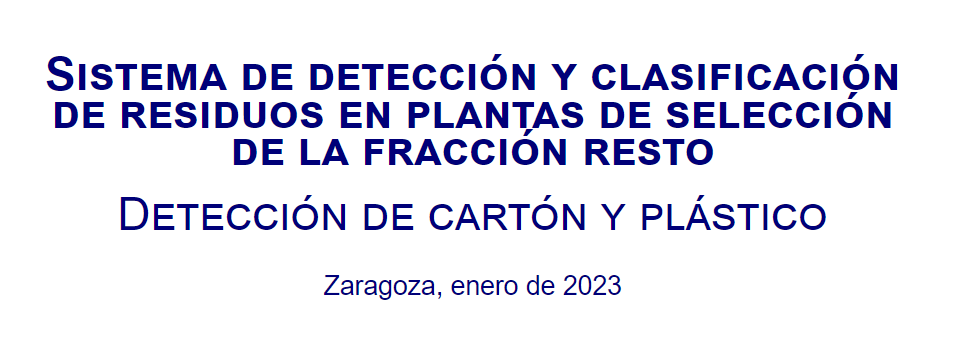 Sistema de detección y clasificación
de residuos en plantas de selección
de la fracción resto
Detección de cartón y plástico
Zaragoza, enero de 2023